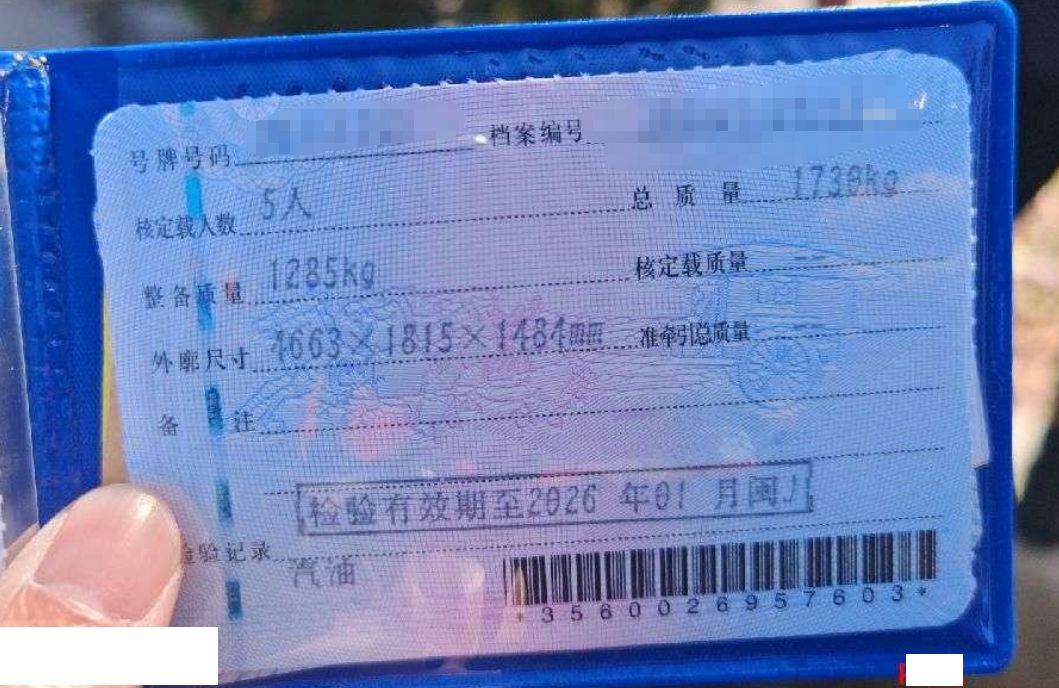 号牌号码 档案编号
核定载人数 5人 总质量 1739kg
整备质量 1285kg 核定载质量 --
外廓尺寸 4663×1815×1484mm 准牵引总质量 --
备注
检验有效期至2026年01月闽J
检验记录
汽油
*3560026957603*